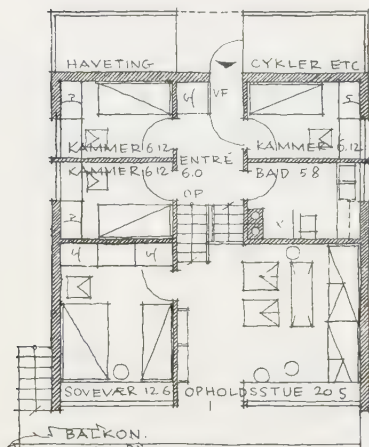 HAVETING CYKLER ETC
VF
KAMMER 6.12 KAMMER 6.12
ENTRÉ
KAMMER 6.12 6.0 BAD 5.8
OP
SOVEVÆR 12.6 OPHOLDSSTUE 20.5
BALKON.